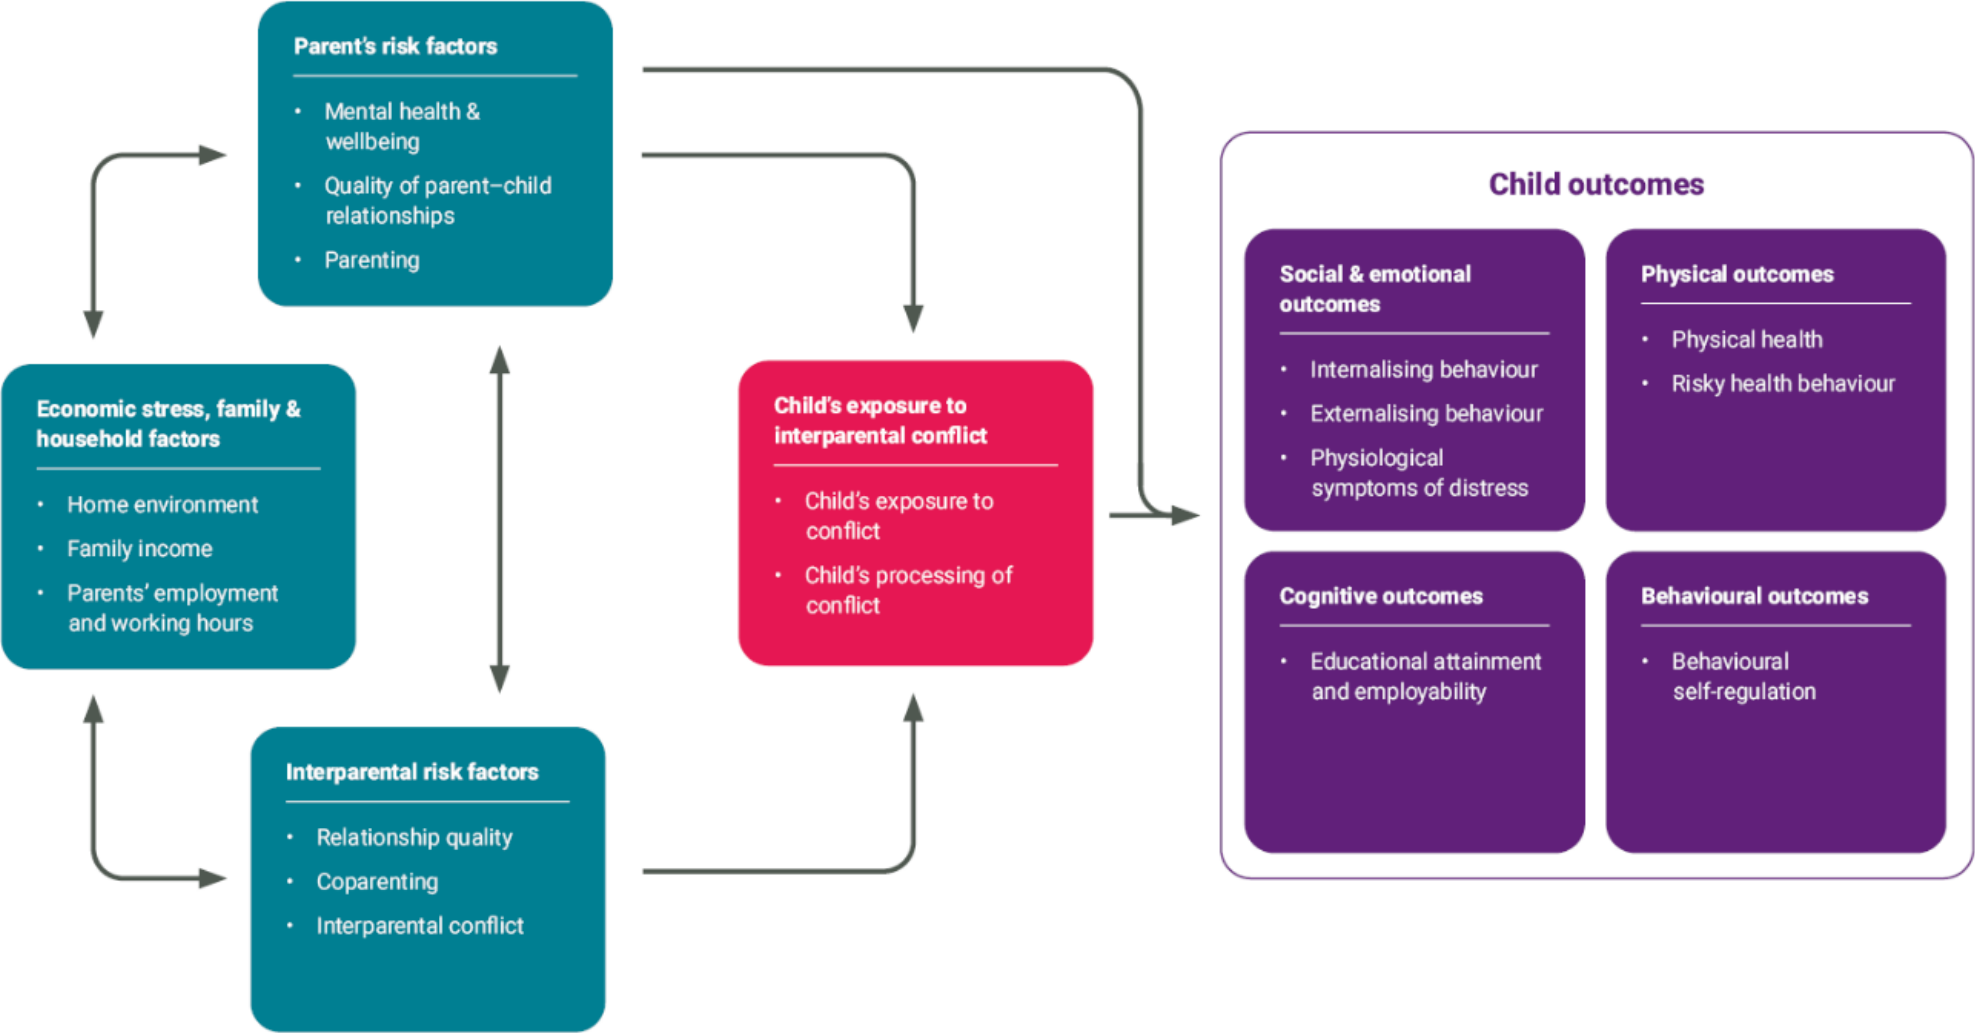 Parent's risk factors
• Mental health &
wellbeing
• Quality of parent–child
relationships
• Parenting
Economic stress, family &
household factors
• Home environment
• Family income
• Parents' employment
and working hours
Interparental risk factors
• Relationship quality
• Coparenting
• Interparental conflict
Child's exposure to
interparental conflict
• Child's exposure to
conflict
• Child's processing of
conflict
Child outcomes
Social & emotional
outcomes
• Internalising behaviour
• Externalising behaviour
• Physiological
symptoms of distress
Physical outcomes
• Physical health
• Risky health behaviour
Cognitive outcomes
• Educational attainment
and employability
Behavioural outcomes
• Behavioural
self-regulation